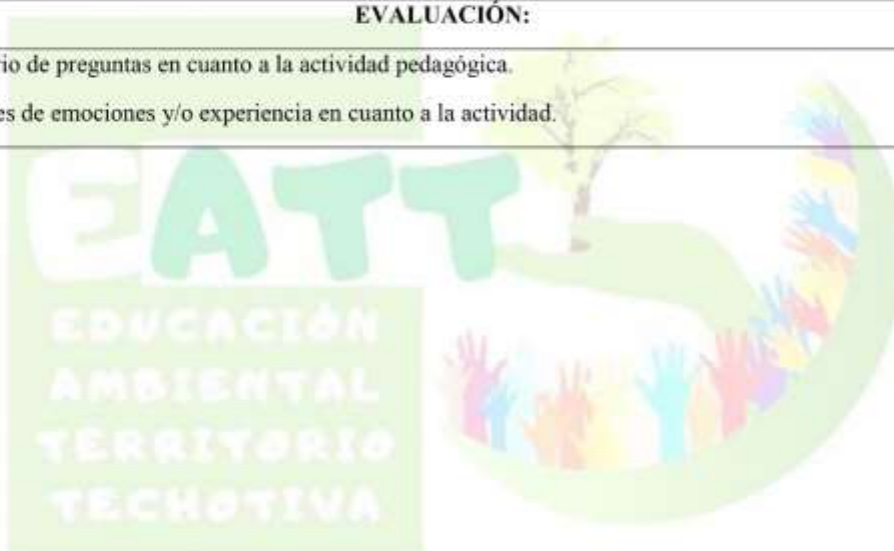 EVALUACIÓN:
io de preguntas en cuanto a la actividad pedagógica.
es de emociones y/o experiencia en cuanto a la actividad.
EATT
EDUCACIÓN
AMBIENTAL
TERRITORIO
TECHOTIVA